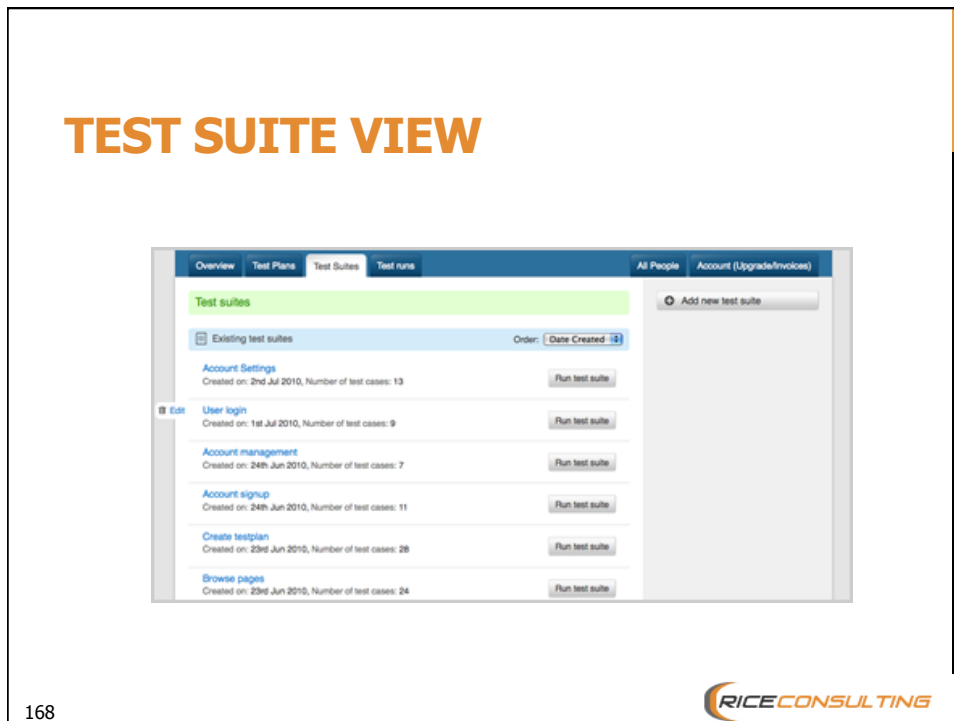 TEST SUITE VIEW
Overview Test Plans Test Suites Test runs All People Account (Upgrade/Invoices)
Test suites
Add new test suite
Existing test suites Order: Date Created
Account Settings
Created on: 2nd Jul 2010, Number of test cases: 13
Run test suite
Edit
User login
Created on: 1st Jul 2010, Number of test cases: 9
Run test suite
Account management
Created on: 24th Jun 2010, Number of test cases: 7
Run test suite
Account signup
Created on: 24th Jun 2010, Number of test cases: 11
Run test suite
Create testplan
Created on: 23rd Jun 2010, Number of test cases: 28
Run test suite
Browse pages
Created on: 23rd Jun 2010, Number of test cases: 24
Run test suite
168
RICECONSULTING